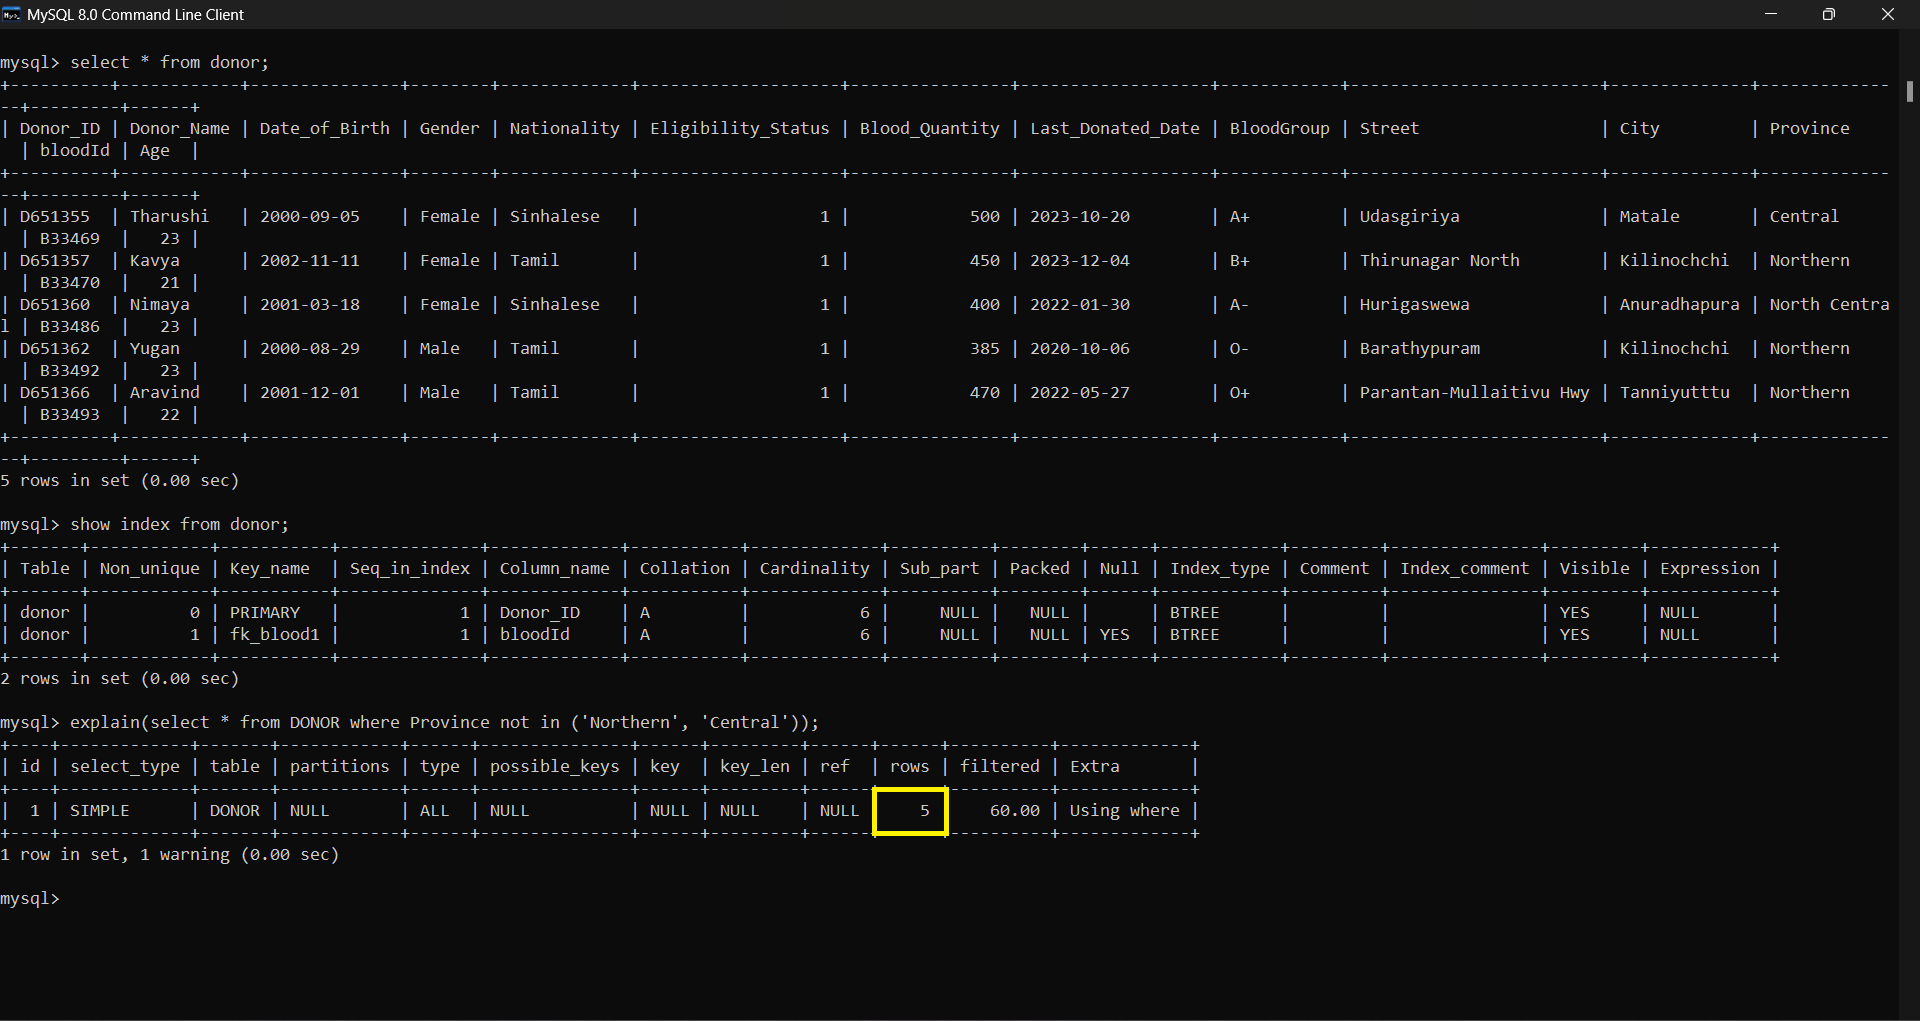 MySQL 8.0 Command Line Client
mysql> select * from donor;
+----------+------------+---------------+--------+-------------+--------------------+----------------+-------------------+------------+-------------------------+--------------+-------------
--+---------+------+
| Donor_ID | Donor_Name | Date_of_Birth | Gender | Nationality | Eligibility_Status | Blood_Quantity | Last_Donated_Date | BloodGroup | Street                  | City         | Province
  | bloodId | Age  |
+----------+------------+---------------+--------+-------------+--------------------+----------------+-------------------+------------+-------------------------+--------------+-------------
--+---------+------+
| D651355  | Tharushi   | 2000-09-05    | Female | Sinhalese   |                  1 |            500 | 2023-10-20        | A+         | Udasgiriya              | Matale       | Central
  | B33469  |   23 |
| D651357  | Kavya      | 2002-11-11    | Female | Tamil       |                  1 |            450 | 2023-12-04        | B+         | Thirunagar North        | Kilinochchi  | Northern
  | B33470  |   21 |
| D651360  | Nimaya     | 2001-03-18    | Female | Sinhalese   |                  1 |            400 | 2022-01-30        | A-         | Hurigaswewa             | Anuradhapura | North Centra
l | B33486  |   23 |
| D651362  | Yugan      | 2000-08-29    | Male   | Tamil       |                  1 |            385 | 2020-10-06        | O-         | Barathypuram            | Kilinochchi  | Northern
  | B33492  |   23 |
| D651366  | Aravind    | 2001-12-01    | Male   | Tamil       |                  1 |            470 | 2022-05-27        | O+         | Parantan-Mullaitivu Hwy | Tanniyutttu  | Northern
  | B33493  |   22 |
+----------+------------+---------------+--------+-------------+--------------------+----------------+-------------------+------------+-------------------------+--------------+-------------
--+---------+------+
5 rows in set (0.00 sec)
mysql> show index from donor;
+-------+------------+-----------+--------------+-------------+-----------+-------------+----------+--------+------+------------+---------+---------------+---------+------------+
| Table | Non_unique | Key_name  | Seq_in_index | Column_name | Collation | Cardinality | Sub_part | Packed | Null | Index_type | Comment | Index_comment | Visible | Expression |
+-------+------------+-----------+--------------+-------------+-----------+-------------+----------+--------+------+------------+---------+---------------+---------+------------+
| donor |          0 | PRIMARY   |            1 | Donor_ID    | A         |           6 |     NULL |   NULL |      | BTREE      |         |               | YES     | NULL       |
| donor |          1 | fk_blood1 |            1 | bloodId     | A         |           6 |     NULL |   NULL | YES  | BTREE      |         |               | YES     | NULL       |
+-------+------------+-----------+--------------+-------------+-----------+-------------+----------+--------+------+------------+---------+---------------+---------+------------+
2 rows in set (0.00 sec)
mysql> explain(select * from DONOR where Province not in ('Northern', 'Central'));
+----+-------------+-------+------------+------+---------------+------+---------+------+------+----------+-------------+
| id | select_type | table | partitions | type | possible_keys | key  | key_len | ref  | rows | filtered | Extra       |
+----+-------------+-------+------------+------+---------------+------+---------+------+------+----------+-------------+
|  1 | SIMPLE      | DONOR | NULL       | ALL  | NULL          | NULL | NULL    | NULL |    5 |    60.00 | Using where |
+----+-------------+-------+------------+------+---------------+------+---------+------+------+----------+-------------+
1 row in set, 1 warning (0.00 sec)
mysql>